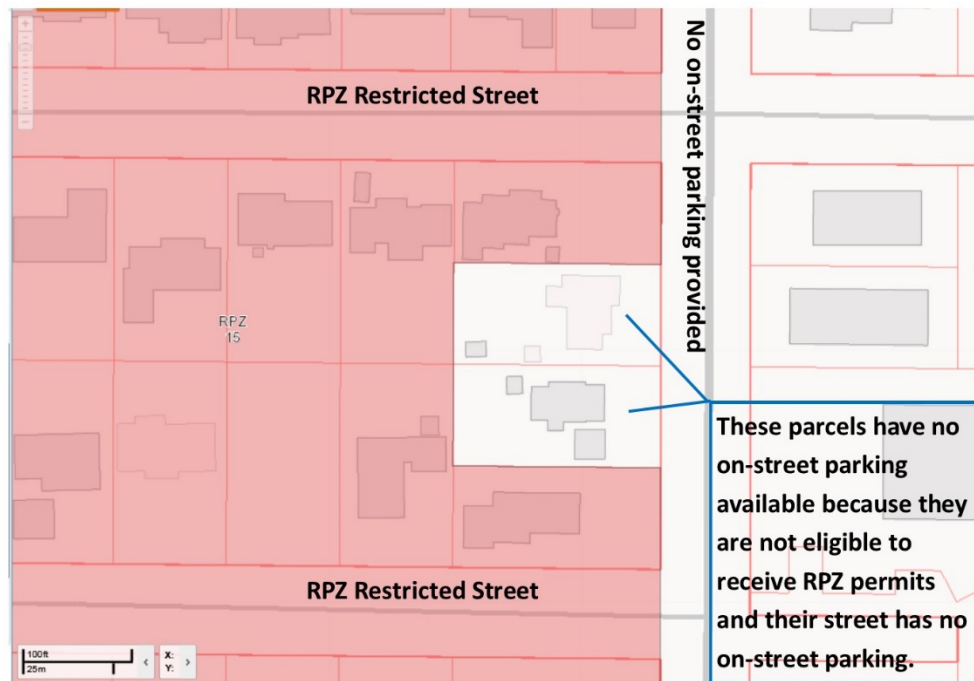 RPZ Restricted Street
No on-street parking provided
RPZ
15
These parcels have no
on-street parking
available because they
are not eligible to
receive RPZ permits
and their street has no
on-street parking.
RPZ Restricted Street
100ft
25m
X:
Y: